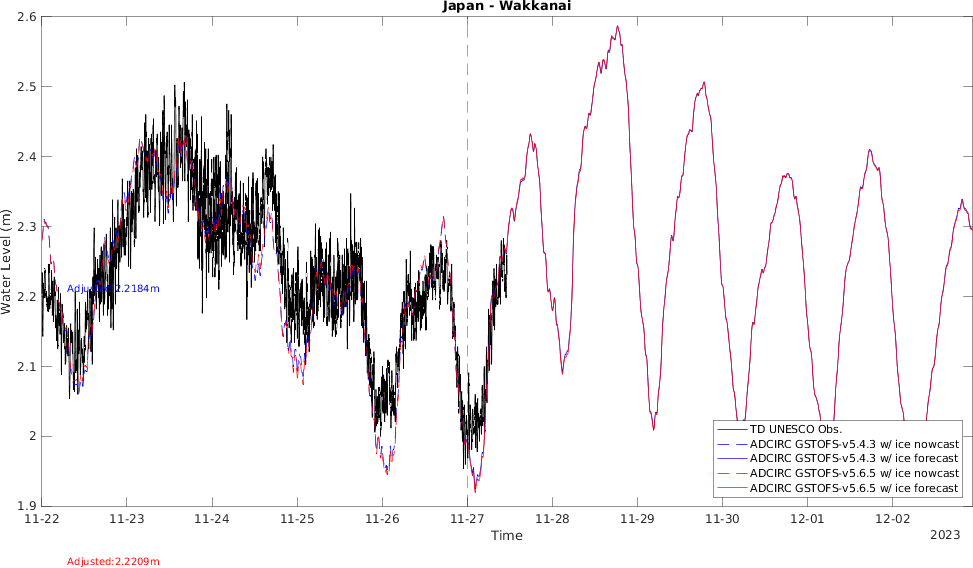 Japan - Wakkanai
2.6
2.5
2.4
2.3
2.2
2.1
2
1.9
Water Level (m)
Adjusted:2.2184m
TD UNESCO Obs.
ADCIRC GSTOFS-v5.4.3 w/ ice nowcast
ADCIRC GSTOFS-v5.4.3 w/ ice forecast
ADCIRC GSTOFS-v5.6.5 w/ ice nowcast
ADCIRC GSTOFS-v5.6.5 w/ ice forecast
11-22 11-23 11-24 11-25 11-26 11-27 11-28 11-29 11-30 12-01 12-02
Time
2023
Adjusted:2.2209m